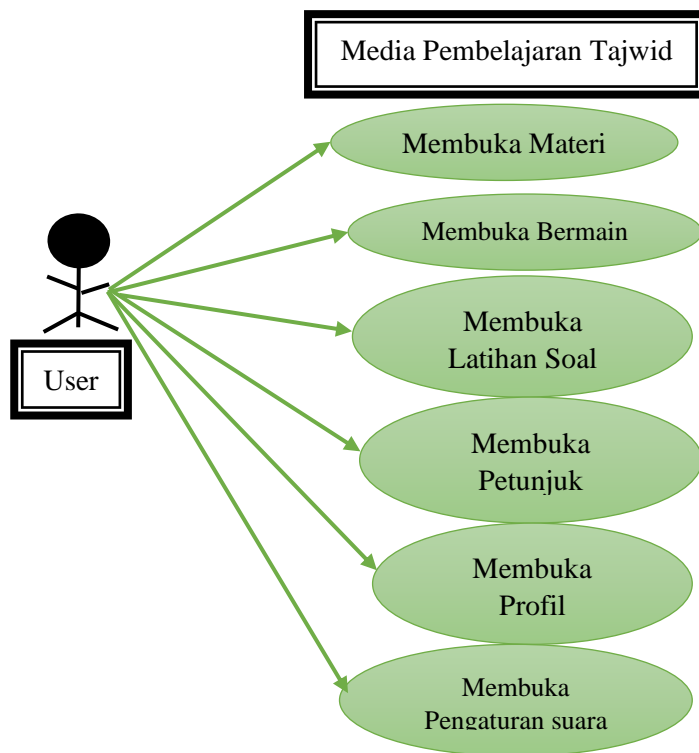 Media Pembelajaran Tajwid
Membuka Materi
Membuka Bermain
Membuka
Latihan Soal
User
Membuka
Petunjuk
Membuka
Profil
Membuka
Pengaturan suara